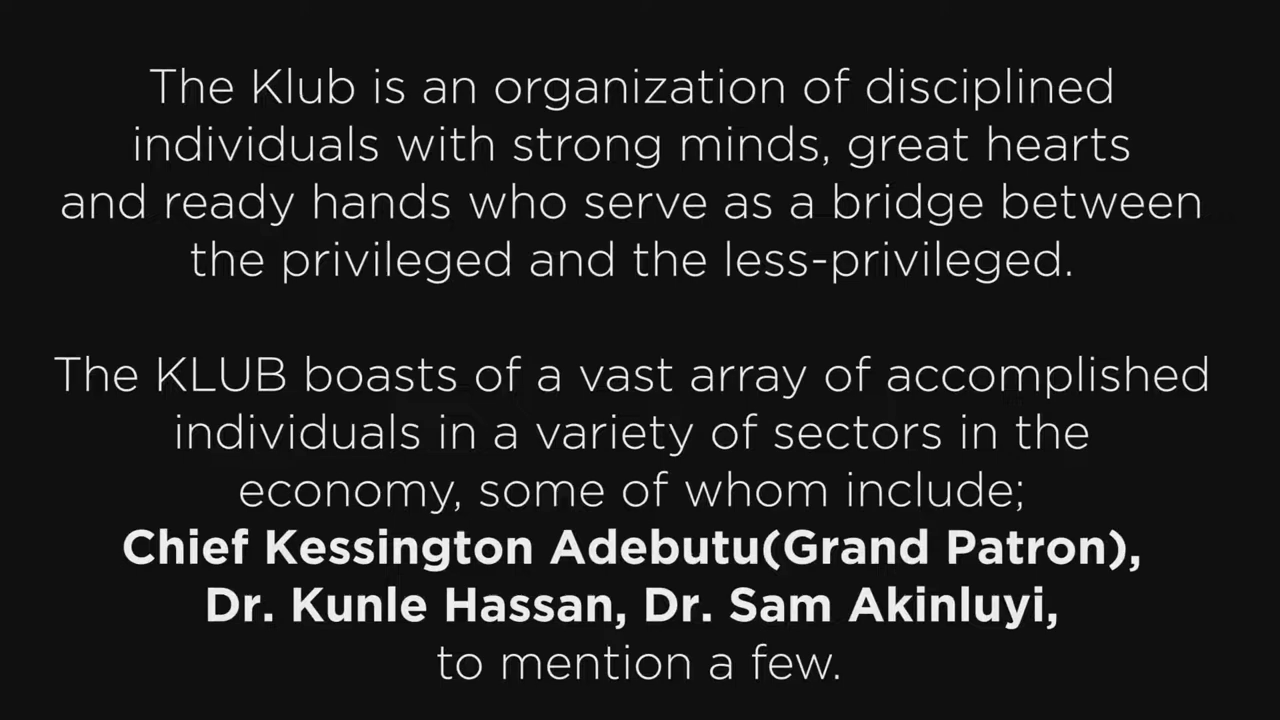 The Klub is an organization of disciplined
individuals with strong minds, great hearts
and ready hands who serve as a bridge between
the privileged and the less-privileged.
The KLUB boasts of a vast array of accomplished
individuals in a variety of sectors in the
economy, some of whom include;
Chief Kessington Adebutu(Grand Patron),
Dr. Kunle Hassan, Dr. Sam Akinluyi,
to mention a few.